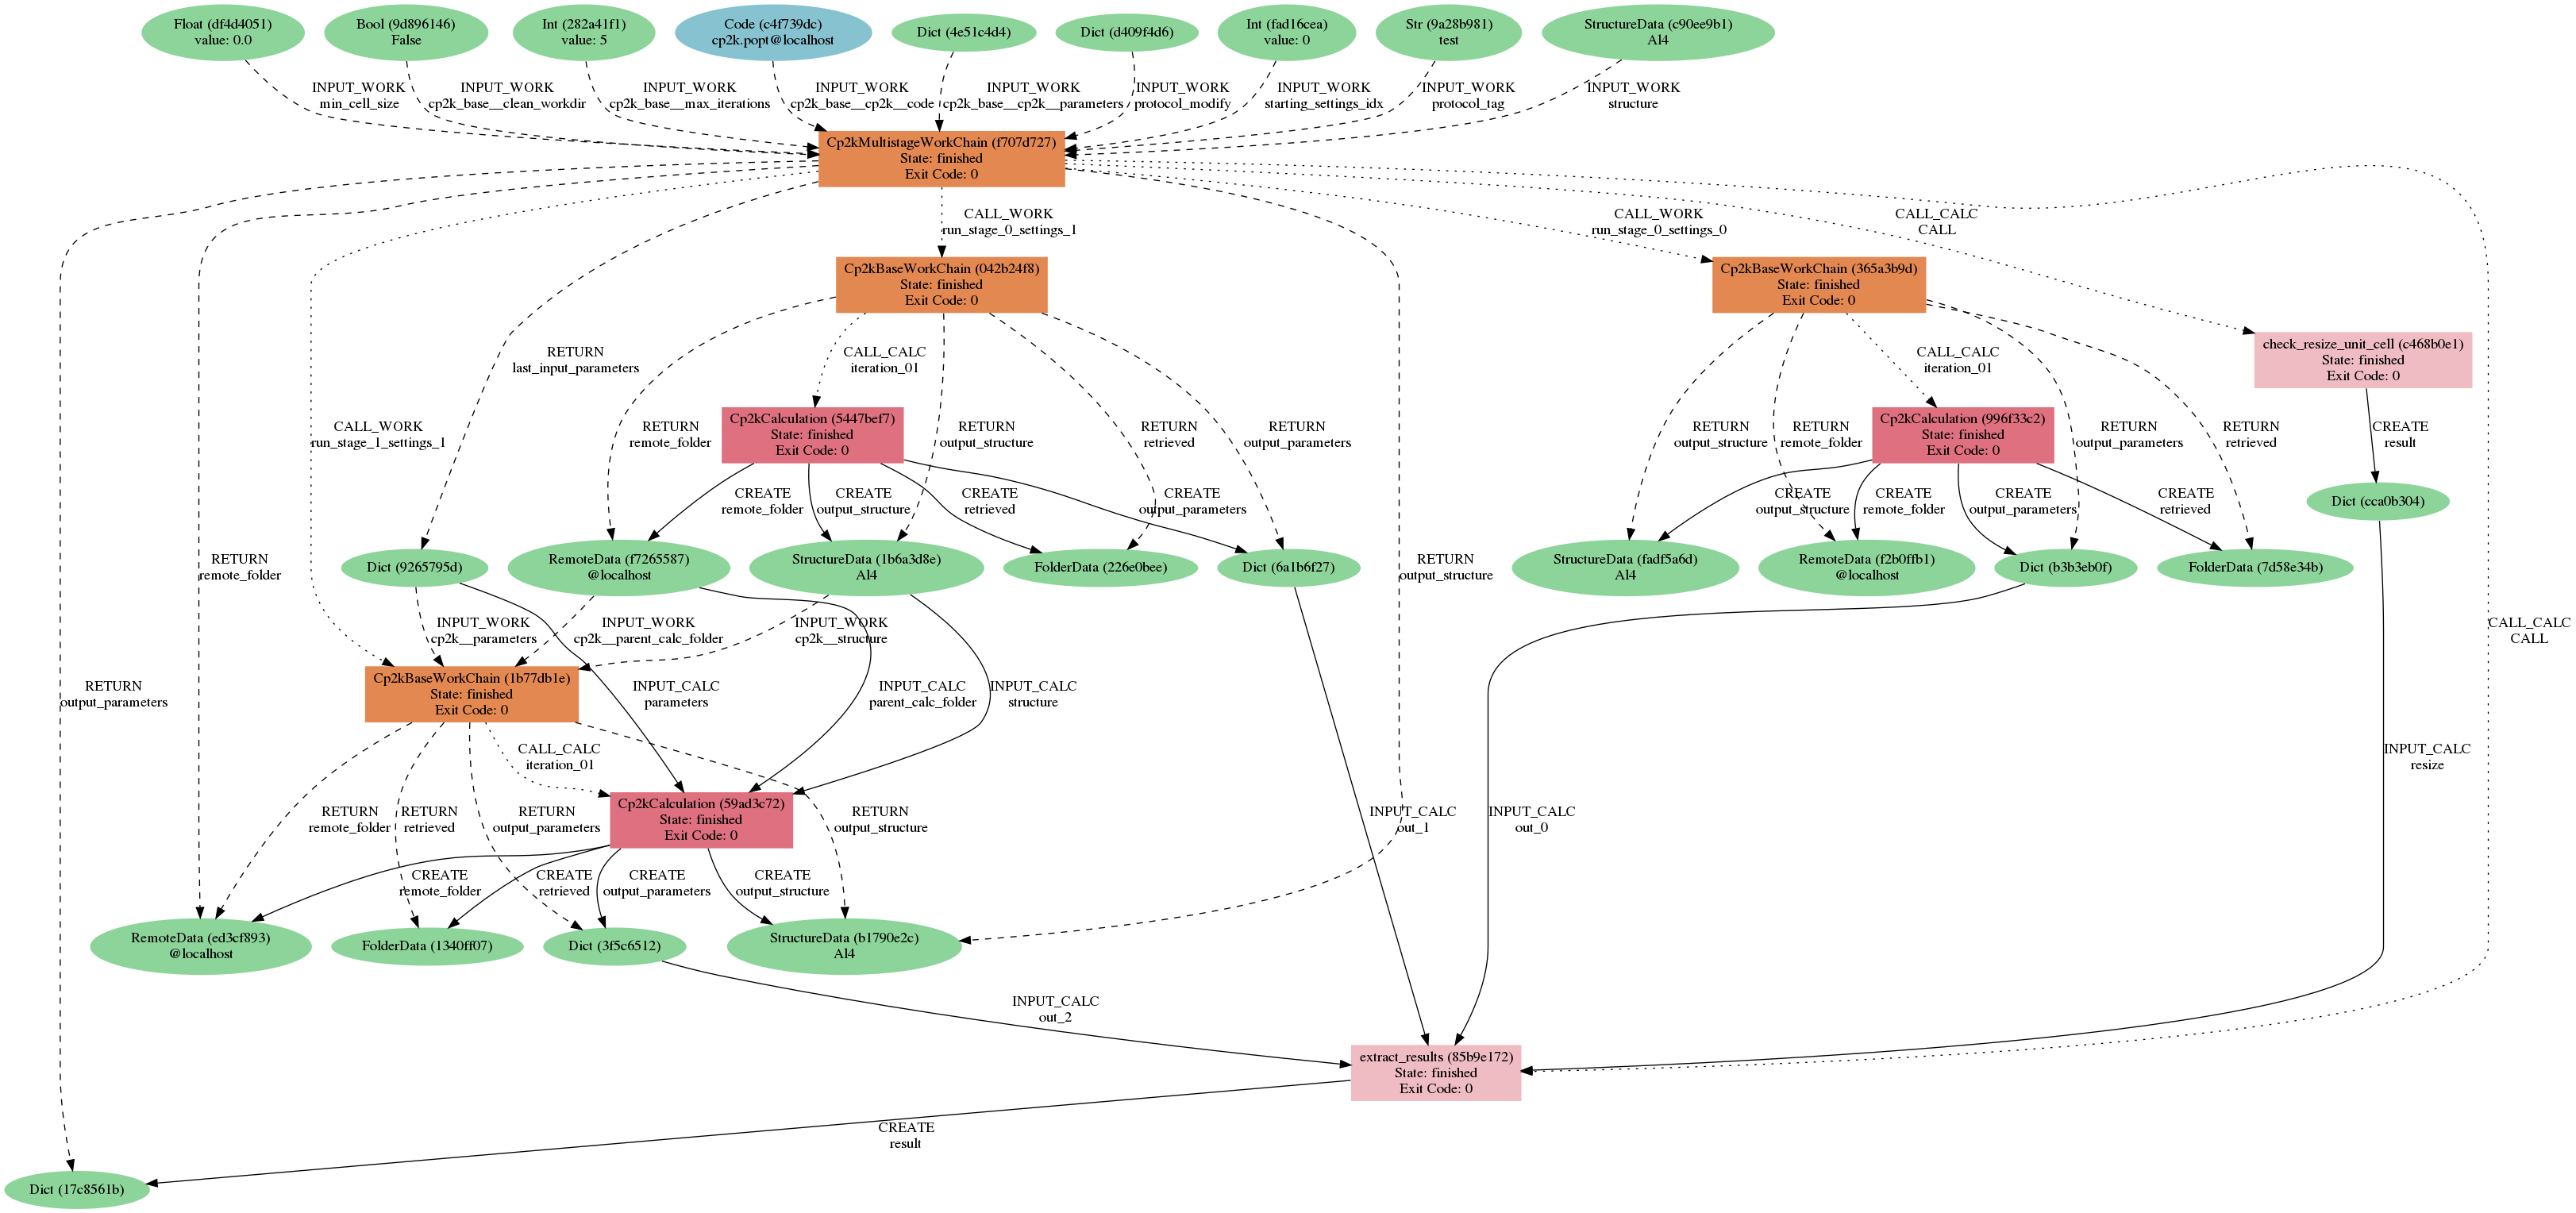 Float (df4d4051)
value: 0.0
Bool (9d896146)
False
Int (282a41f1)
value: 5
Code (c4f739dc)
cp2k.popt@localhost
Dict (4e51c4d4)
Dict (d409f4d6)
Int (fad16cea)
value: 0
Str (9a28b981)
test
StructureData (c90ee9b1)
Al4
INPUT_WORK
min_cell_size
INPUT_WORK
cp2k_base__clean_workdir
INPUT_WORK
cp2k_base__max_iterations
INPUT_WORK
cp2k_base__cp2k__code
INPUT_WORK
cp2k_base__cp2k__parameters
INPUT_WORK
protocol_modify
INPUT_WORK
starting_settings_idx
INPUT_WORK
protocol_tag
INPUT_WORK
structure
Cp2kMultistageWorkChain (f707d727)
State: finished
Exit Code: 0
CALL_WORK
run_stage_0_settings_1
CALL_WORK
run_stage_0_settings_0
CALL_CALC
CALL
Cp2kBaseWorkChain (042b24f8)
State: finished
Exit Code: 0
Cp2kBaseWorkChain (365a3b9d)
State: finished
Exit Code: 0
RETURN
last_input_parameters
CALL_CALC
iteration_01
CALL_CALC
iteration_01
check_resize_unit_cell (c468b0e1)
State: finished
Exit Code: 0
CALL_WORK
run_stage_1_settings_1
RETURN
remote_folder
Cp2kCalculation (5447bef7)
State: finished
Exit Code: 0
RETURN
output_structure
RETURN
retrieved
RETURN
output_parameters
RETURN
output_structure
RETURN
remote_folder
Cp2kCalculation (996f33c2)
State: finished
Exit Code: 0
RETURN
output_parameters
RETURN
retrieved
CREATE
result
CREATE
remote_folder
CREATE
output_structure
CREATE
retrieved
CREATE
output_parameters
CREATE
output_structure
CREATE
remote_folder
CREATE
output_parameters
CREATE
retrieved
Dict (cca0b304)
RETURN
remote_folder
Dict (9265795d)
RemoteData (f7265587)
@localhost
StructureData (1b6a3d8e)
Al4
FolderData (226e0bee)
Dict (6a1b6f27)
RETURN
output_structure
StructureData (fadf5a6d)
Al4
RemoteData (f2b0ffb1)
@localhost
Dict (b3b3eb0f)
FolderData (7d58e34b)
INPUT_WORK
cp2k__parameters
INPUT_WORK
cp2k__parent_calc_folder
INPUT_WORK
cp2k__structure
CALL_CALC
CALL
RETURN
output_parameters
Cp2kBaseWorkChain (1b77db1e)
State: finished
Exit Code: 0
INPUT_CALC
parameters
INPUT_CALC
parent_calc_folder
INPUT_CALC
structure
CALL_CALC
iteration_01
INPUT_CALC
resize
RETURN
remote_folder
RETURN
retrieved
RETURN
output_parameters
Cp2kCalculation (59ad3c72)
State: finished
Exit Code: 0
RETURN
output_structure
INPUT_CALC
out_1
INPUT_CALC
out_0
CREATE
remote_folder
CREATE
retrieved
CREATE
output_parameters
CREATE
output_structure
RemoteData (ed3cf893)
@localhost
FolderData (1340ff07)
Dict (3f5c6512)
StructureData (b1790e2c)
Al4
INPUT_CALC
out_2
extract_results (85b9e172)
State: finished
Exit Code: 0
CREATE
result
Dict (17c8561b)